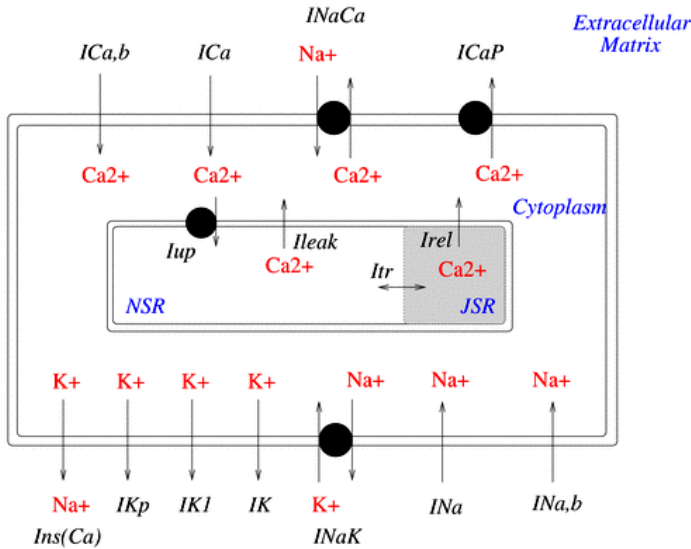 INaCa
Extracellular
Matrix
ICa,b
ICa
Na+
ICaP
Ca2+
Ca2+
Ca2+
Ca2+
Cytoplasm
Iup
Ileak
Irel
Ca2+
Itr
Ca2+
NSR
JSR
K+
K+
K+
K+
Na+
Na+
Na+
Na+
IKp
IK1
IK
K+
INa
INa,b
Ins(Ca)
INaK